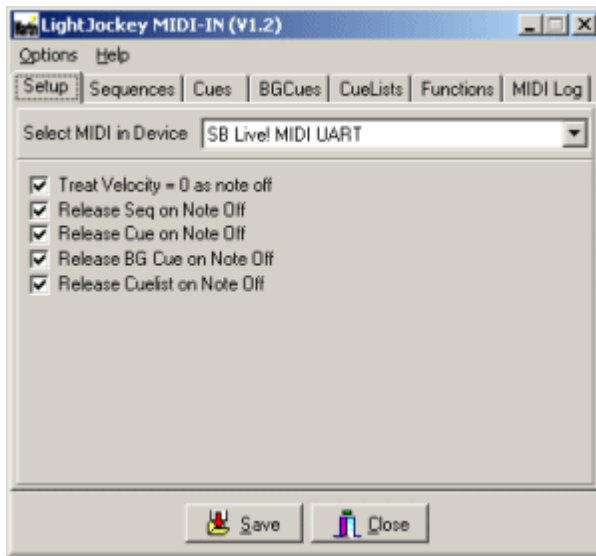 LightJockey MIDI-IN (V1.2)
Options Help
Setup Sequences Cues BGCues CueLists Functions MIDI Log
Select MIDI in Device SB Live! MIDI UART
Treat Velocity = 0 as note off
Release Seq on Note Off
Release Cue on Note Off
Release BG Cue on Note Off
Release Cuelist on Note Off
Save Close